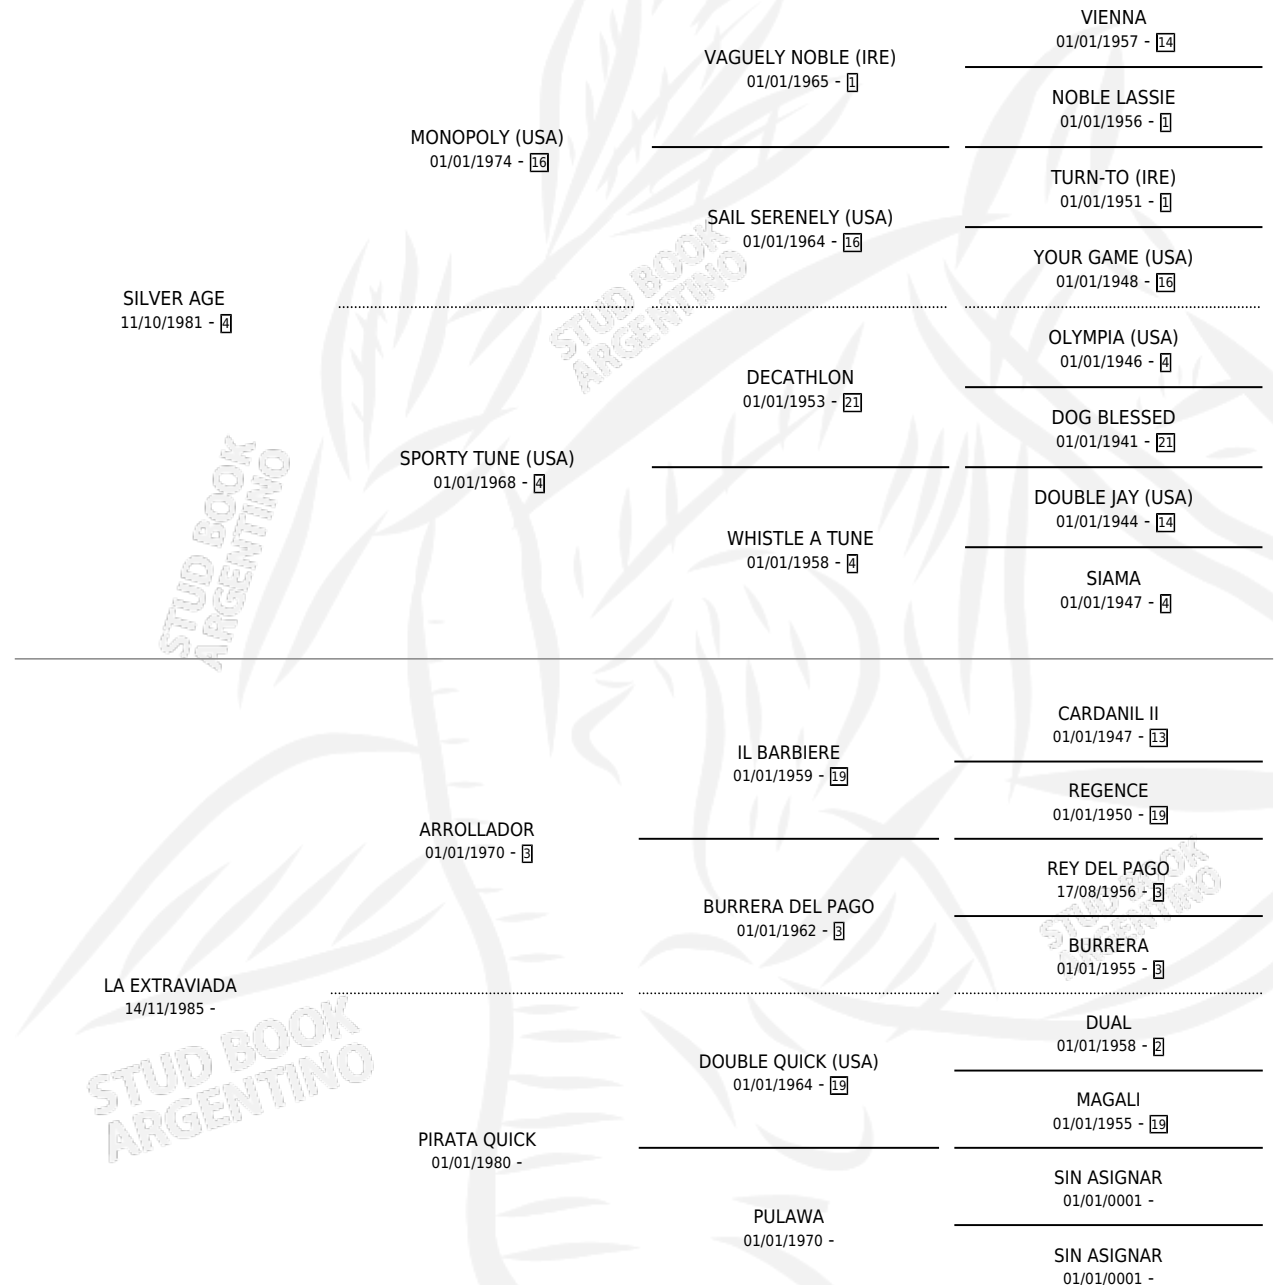 VIENNA
01/01/1957 - 14
VAGUELY NOBLE (IRE)
01/01/1965 - 1
NOBLE LASSIE
01/01/1956 - 1
MONOPOLY (USA)
01/01/1974 - 16
TURN-TO (IRE)
01/01/1951 - 1
SAIL SERENELY (USA)
01/01/1964 - 16
YOUR GAME (USA)
01/01/1948 - 16
SILVER AGE
11/10/1981 - 4
OLYMPIA (USA)
01/01/1946 - 4
DECATHLON
01/01/1953 - 21
DOG BLESSED
01/01/1941 - 21
SPORTY TUNE (USA)
01/01/1968 - 4
DOUBLE JAY (USA)
01/01/1944 - 14
WHISTLE A TUNE
01/01/1958 - 4
SIAMA
01/01/1947 - 4
CARDANIL II
01/01/1947 - 13
IL BARBIERE
01/01/1959 - 19
REGENCE
01/01/1950 - 19
ARROLLADOR
01/01/1970 - 3
REY DEL PAGO
17/08/1956 - 3
BURRERA DEL PAGO
01/01/1962 - 3
BURRERA
01/01/1955 - 3
LA EXTRAVIADA
14/11/1985 -
DUAL
01/01/1958 - 2
DOUBLE QUICK (USA)
01/01/1964 - 19
MAGALI
01/01/1955 - 19
PIRATA QUICK
01/01/1980 -
SIN ASIGNAR
01/01/0001 -
PULAWA
01/01/1970 -
SIN ASIGNAR
01/01/0001 -
STUD BOOK
ARGENTINO
STUD BOOK
ARGENTINO
STUD BOOK
ARGENTINO
STUD BOOK
ARGENTINO